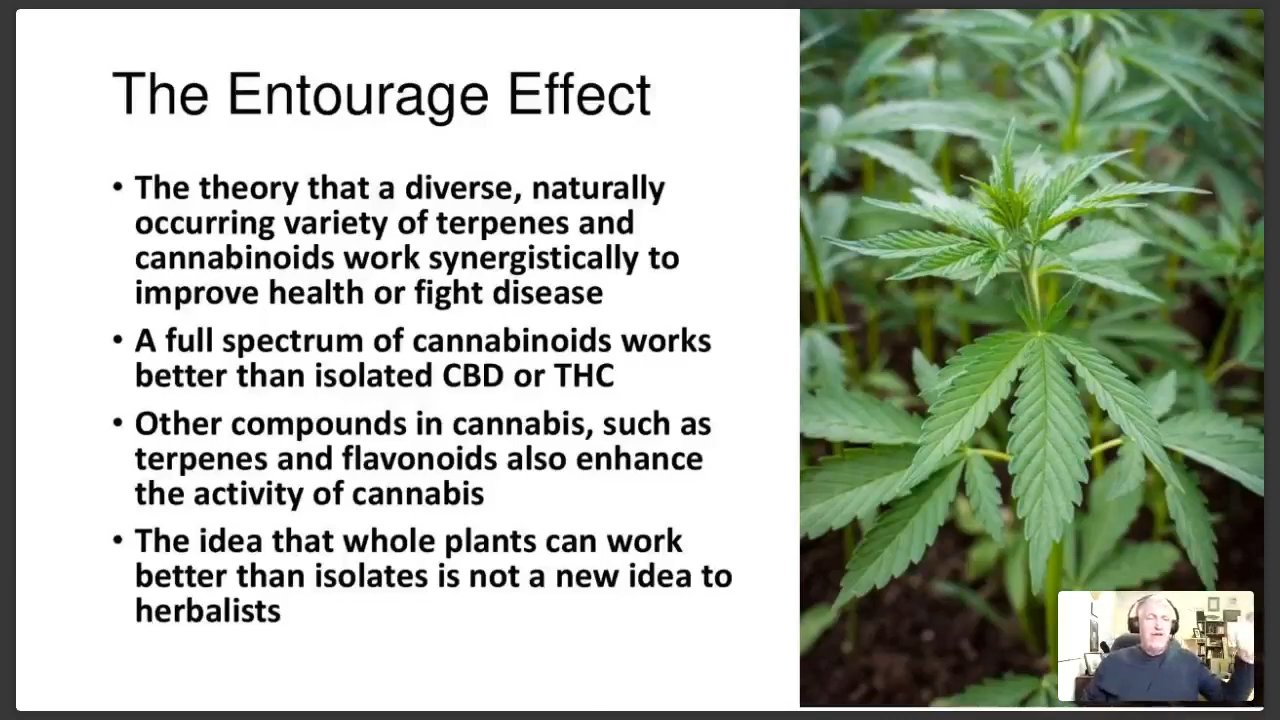 The Entourage Effect
• The theory that a diverse, naturally
occurring variety of terpenes and
cannabinoids work synergistically to
improve health or fight disease
• A full spectrum of cannabinoids works
better than isolated CBD or THC
• Other compounds in cannabis, such as
terpenes and flavonoids also enhance
the activity of cannabis
• The idea that whole plants can work
better than isolates is not a new idea to
herbalists